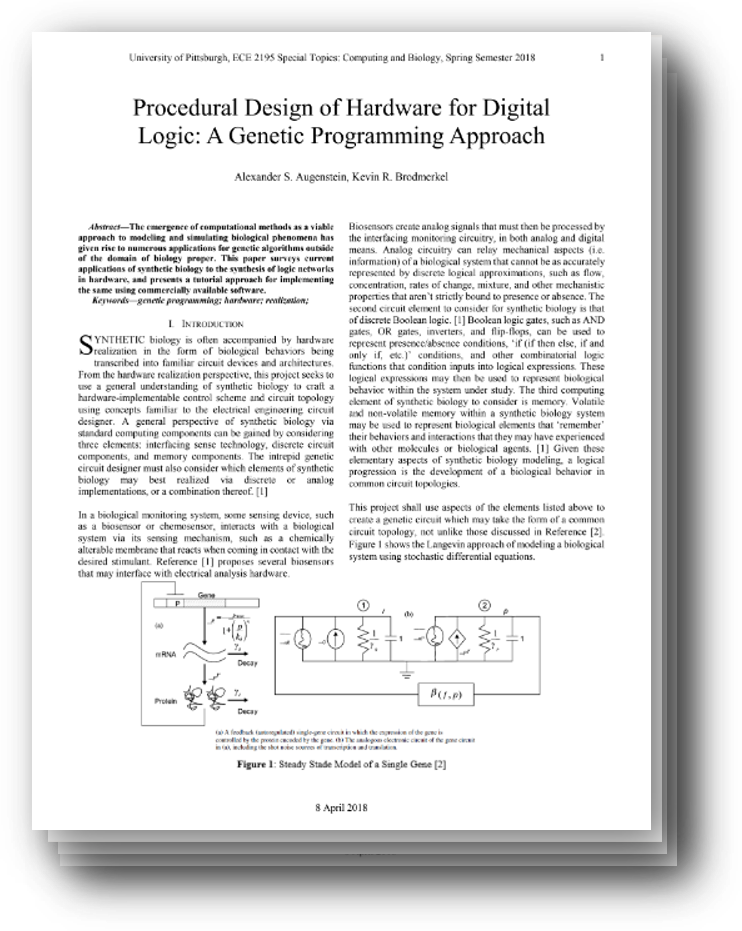 University of Pittsburgh, ECE 2195 Special Topics: Computing and Biology, Spring Semester 2018 1
Procedural Design of Hardware for Digital
Logic: A Genetic Programming Approach
Alexander S. Augenstein, Kevin R. Brodmerkel
Abstract—The emergence of computational methods as a viable
approach to modeling and simulating biological phenomena has
given rise to numerous applications for genetic algorithms outside
of the domain of biology proper. This paper surveys current
applications of synthetic biology to the synthesis of logic networks
in hardware, and presents a tutorial approach for implementing
the same using commercially available software.
Keywords—genetic programming; hardware; realization;
I. INTRODUCTION
SYNTHETIC biology is often accompanied by hardware
realization in the form of biological behaviors being
transcribed into familiar circuit devices and architectures.
From the hardware realization perspective, this project seeks to
use a general understanding of synthetic biology to craft a
hardware-implementable control scheme and circuit topology
using concepts familiar to the electrical engineering circuit
designer. A general perspective of synthetic biology via
standard computing components can be gained by considering
three elements: interfacing sense technology, discrete circuit
components, and memory components. The intrepid genetic
circuit designer must also consider which elements of synthetic
biology may best realized via discrete or analog
implementations, or a combination thereof. [1]
In a biological monitoring system, some sensing device, such
as a biosensor or chemosensor, interacts with a biological
system via its sensing mechanism, such as a chemically
alterable membrane that reacts when coming in contact with the
desired stimulant. Reference [1] proposes several biosensors
that may interface with electrical analysis hardware.
Biosensors create analog signals that must then be processed by
the interfacing monitoring circuitry, in both analog and digital
means. Analog circuitry can relay mechanical aspects (i.e.
information) of a biological system that cannot be as accurately
represented by discrete logical approximations, such as flow,
concentration, rates of change, mixture, and other mechanistic
properties that aren't strictly bound to presence or absence. The
second circuit element to consider for synthetic biology is that
of discrete Boolean logic. [1] Boolean logic gates, such as AND
gates, OR gates, inverters, and flip-flops, can be used to
represent presence/absence conditions, 'if (if then else, if and
only if, etc.)' conditions, and other combinatorial logic
functions that condition inputs into logical expressions. These
logical expressions may then be used to represent biological
behavior within the system under study. The third computing
element of synthetic biology to consider is memory. Volatile
and non-volatile memory within a synthetic biology system
may be used to represent biological elements that 'remember'
their behaviors and interactions that they may have experienced
with other molecules or biological agents. [1] Given these
elementary aspects of synthetic biology modeling, a logical
progression is the development of a biological behavior in
common circuit topologies.
This project shall use aspects of the elements listed above to
create a genetic circuit which may take the form of a common
circuit topology, not unlike those discussed in Reference [2].
Figure 1 shows the Langevin approach of modeling a biological
system using stochastic differential equations.
Gene
P
(a)
mRNA
Decay
Protein
Decay
1 r (b) 2 p
1 1
β(r,p)
(a) A feedback (autoregulated) single-gene circuit in which the expression of the gene is
controlled by the protein encoded by the gene. (b) The analogous electronic circuit of the gene circuit
in (a), including the shot noise sources of transcription and translation.
Figure 1: Steady Stade Model of a Single Gene [2]
8 April 2018